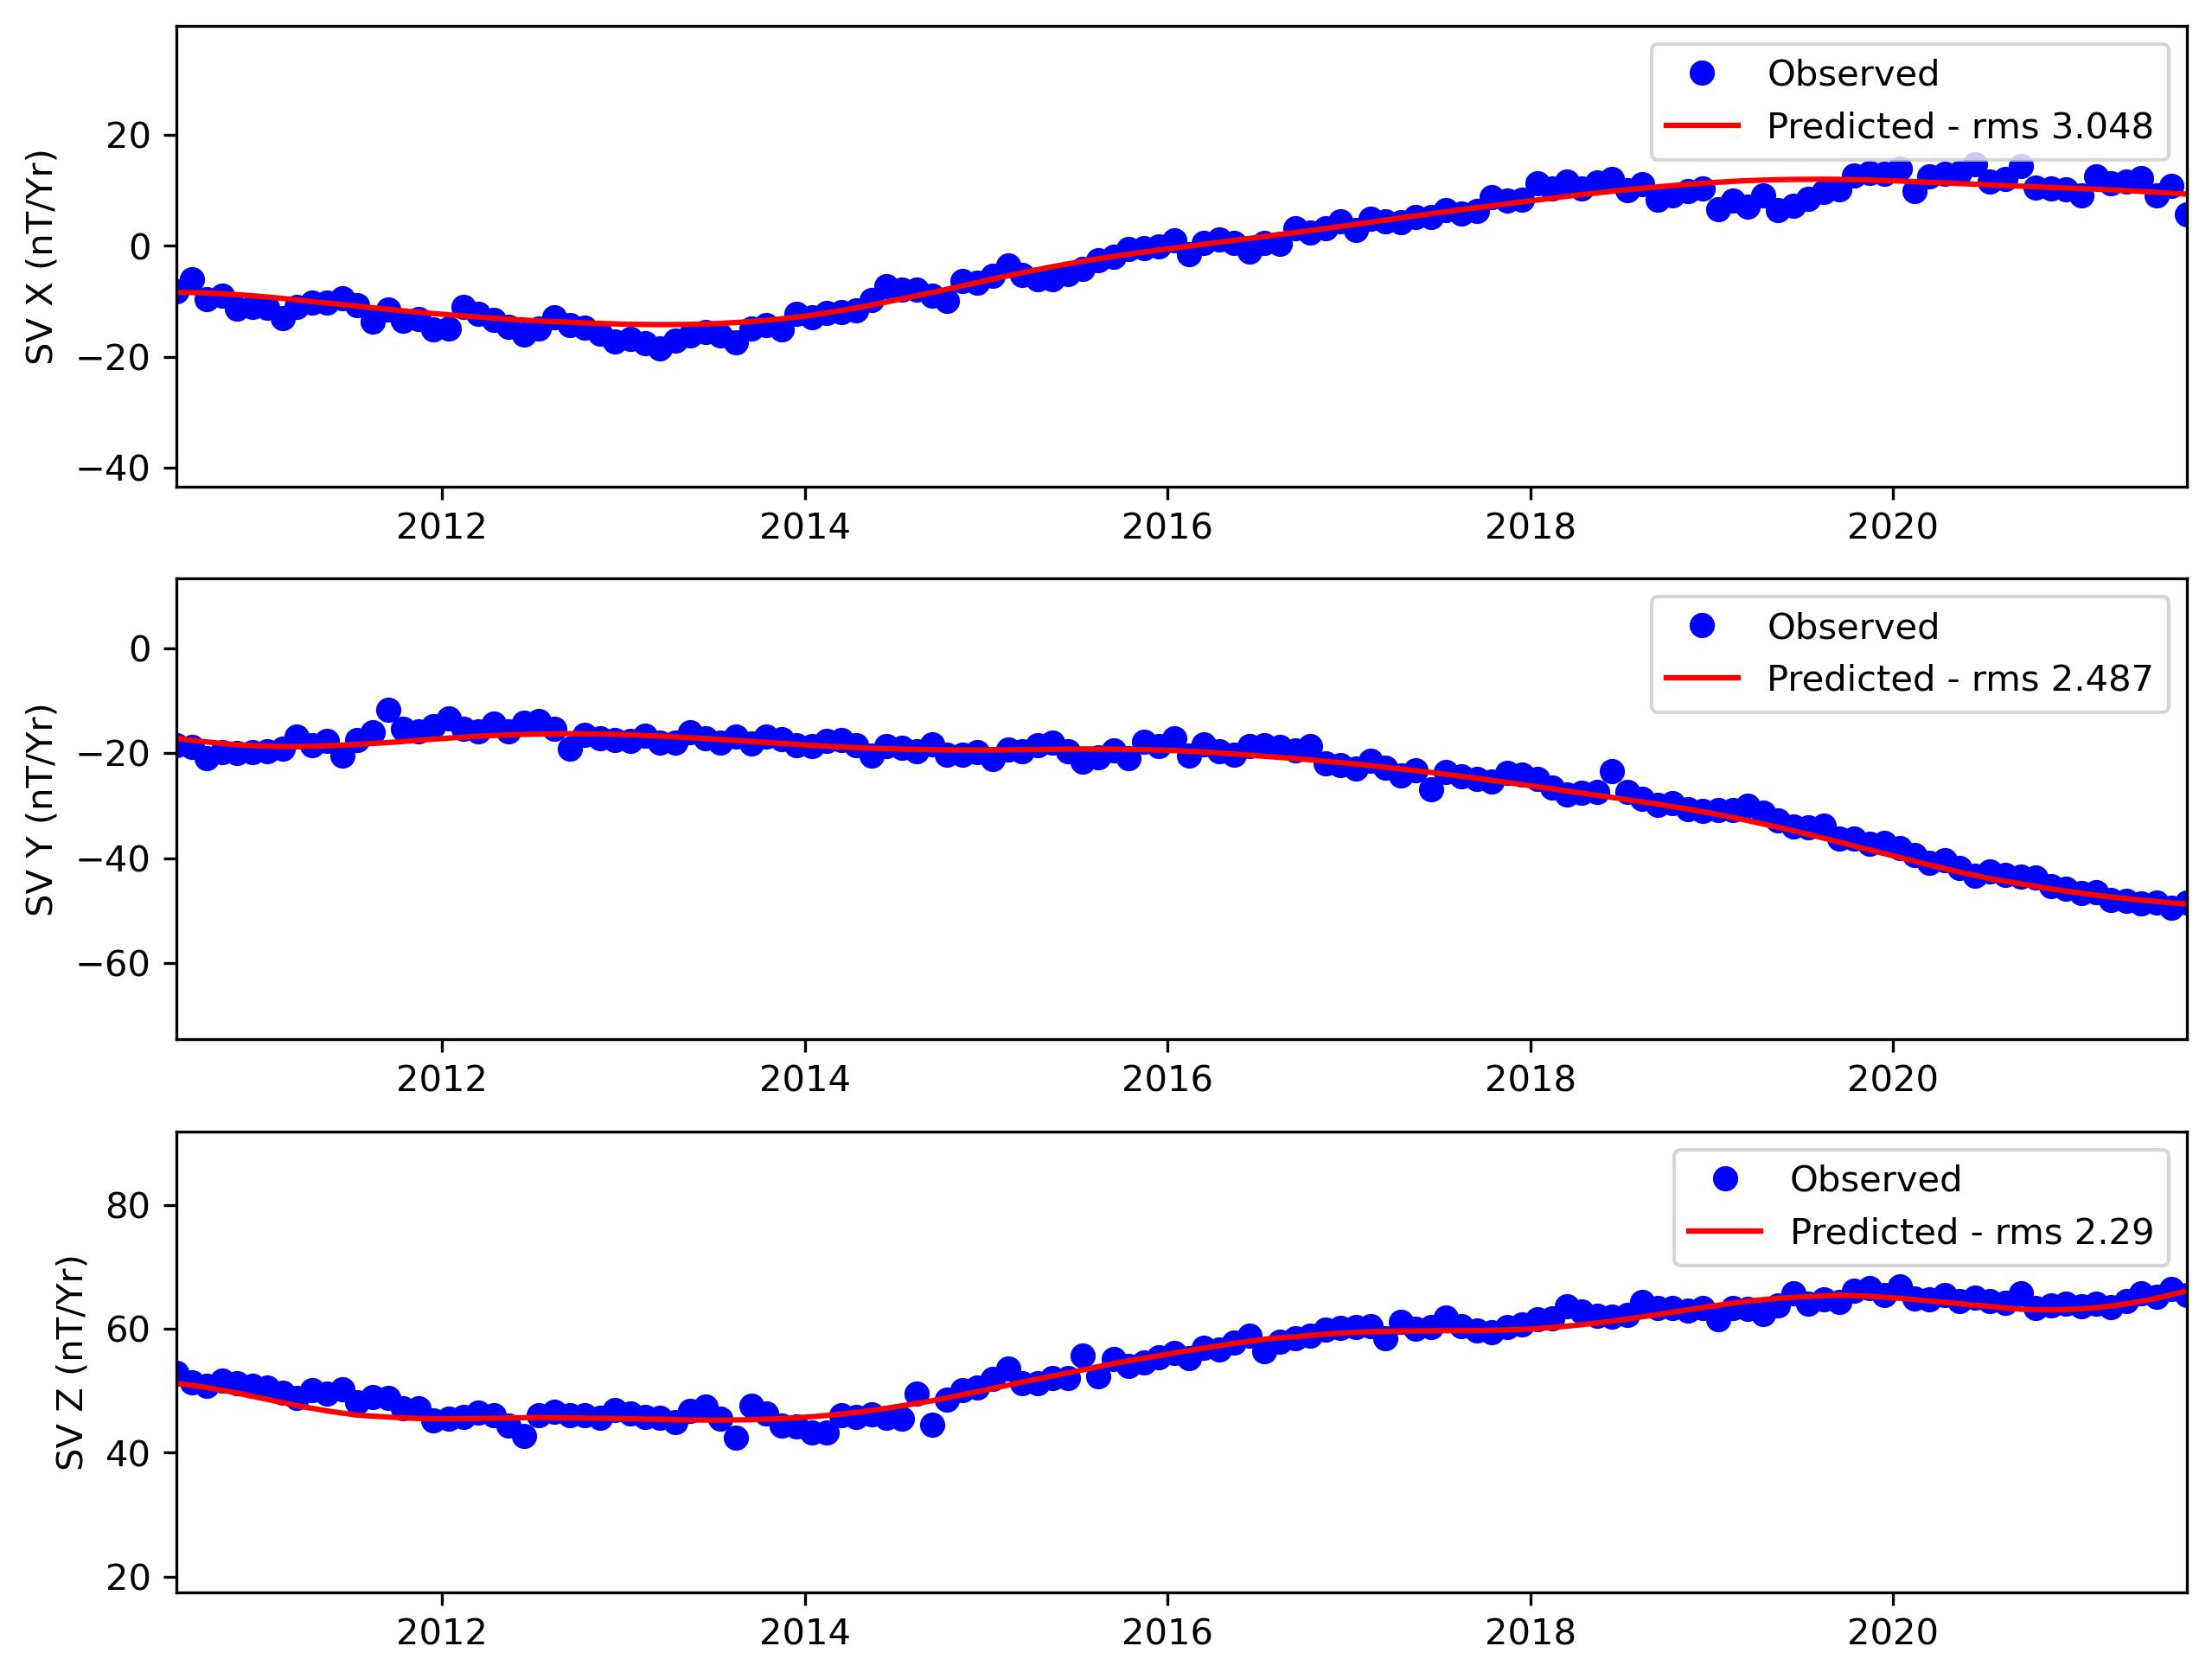 Observed
Predicted - rms 3.048
SV X (nT/Yr)
20
0
−20
−40
2012 2014 2016 2018 2020
Observed
Predicted - rms 2.487
SV Y (nT/Yr)
0
−20
−40
−60
2012 2014 2016 2018 2020
Observed
Predicted - rms 2.29
SV Z (nT/Yr)
80
60
40
20
2012 2014 2016 2018 2020